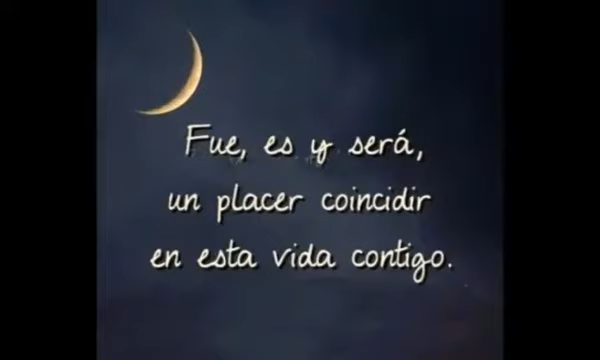 Fue, es y será,
un placer coincidir
en esta vida contigo.